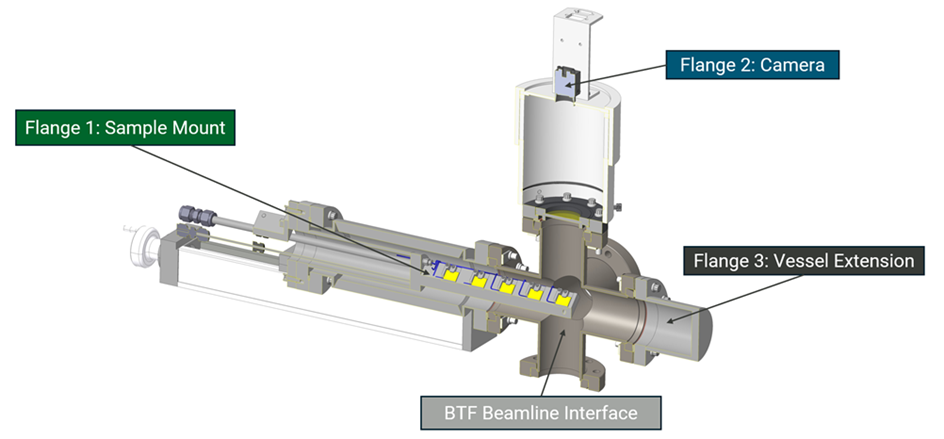 Flange 2: Camera
Flange 1: Sample Mount
Flange 3: Vessel Extension
BTF Beamline Interface